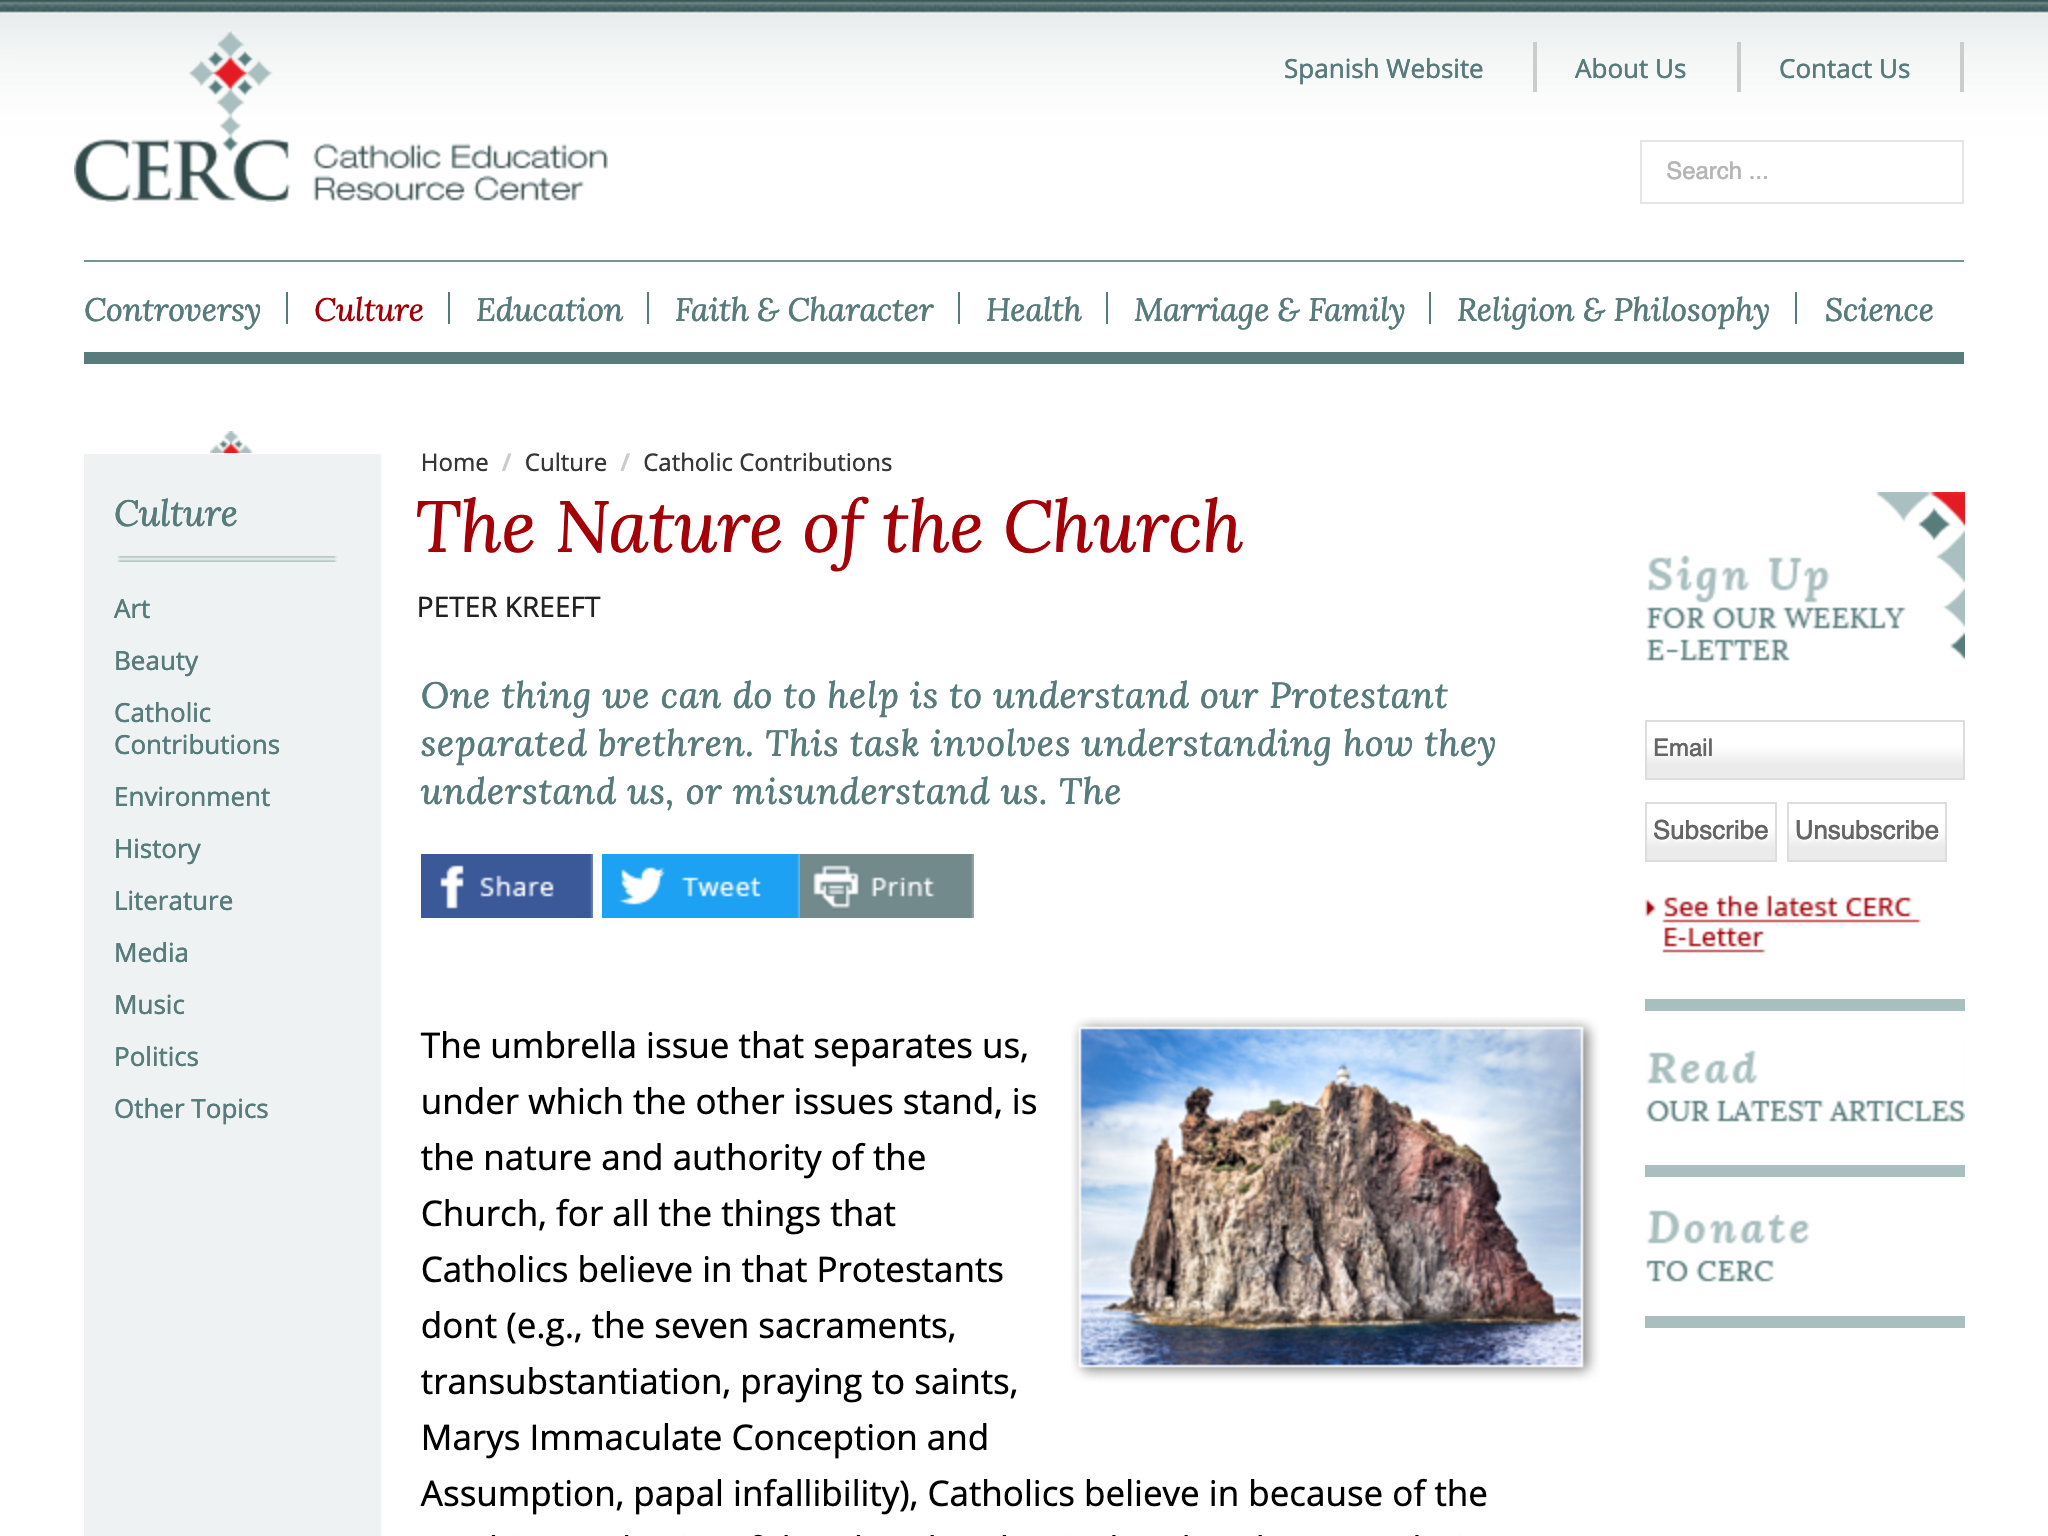 Spanish Website
About Us
Contact Us
CERC
Catholic Education
Resource Center
Search ...
Controversy
Culture
Education
Faith & Character
Health
Marriage & Family
Religion & Philosophy
Science
Culture
Art
Beauty
Catholic
Contributions
Environment
History
Literature
Media
Music
Politics
Other Topics
Home / Culture / Catholic Contributions
The Nature of the Church
PETER KREEFT
One thing we can do to help is to understand our Protestant
separated brethren. This task involves understanding how they
understand us, or misunderstand us. The
Share
Tweet
Print
The umbrella issue that separates us,
under which the other issues stand, is
the nature and authority of the
Church, for all the things that
Catholics believe in that Protestants
dont (e.g., the seven sacraments,
transubstantiation, praying to saints,
Marys Immaculate Conception and
Assumption, papal infallibility), Catholics believe in because of the
Sign Up
FOR OUR WEEKLY
E-LETTER
Email
Subscribe
Unsubscribe
See the latest CERC
E-Letter
Read
OUR LATEST ARTICLES
Donate
TO CERC